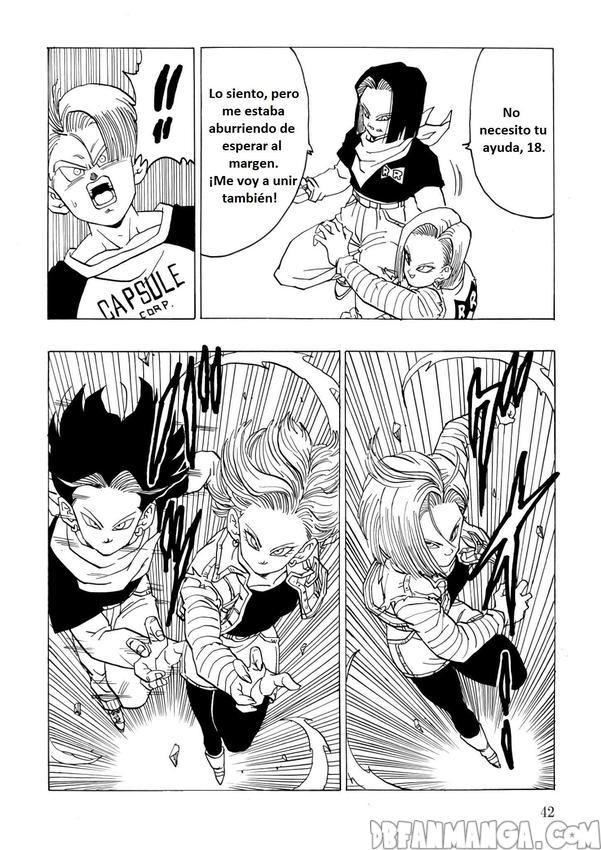 No
necesito tu
ayuda, 18.
Lo siento, pero
me estaba
aburriendo de
esperar al
margen.
¡Me voy a unir
también!
RR
CAPSULE
CORP.
42
DBFANMANGA.COM